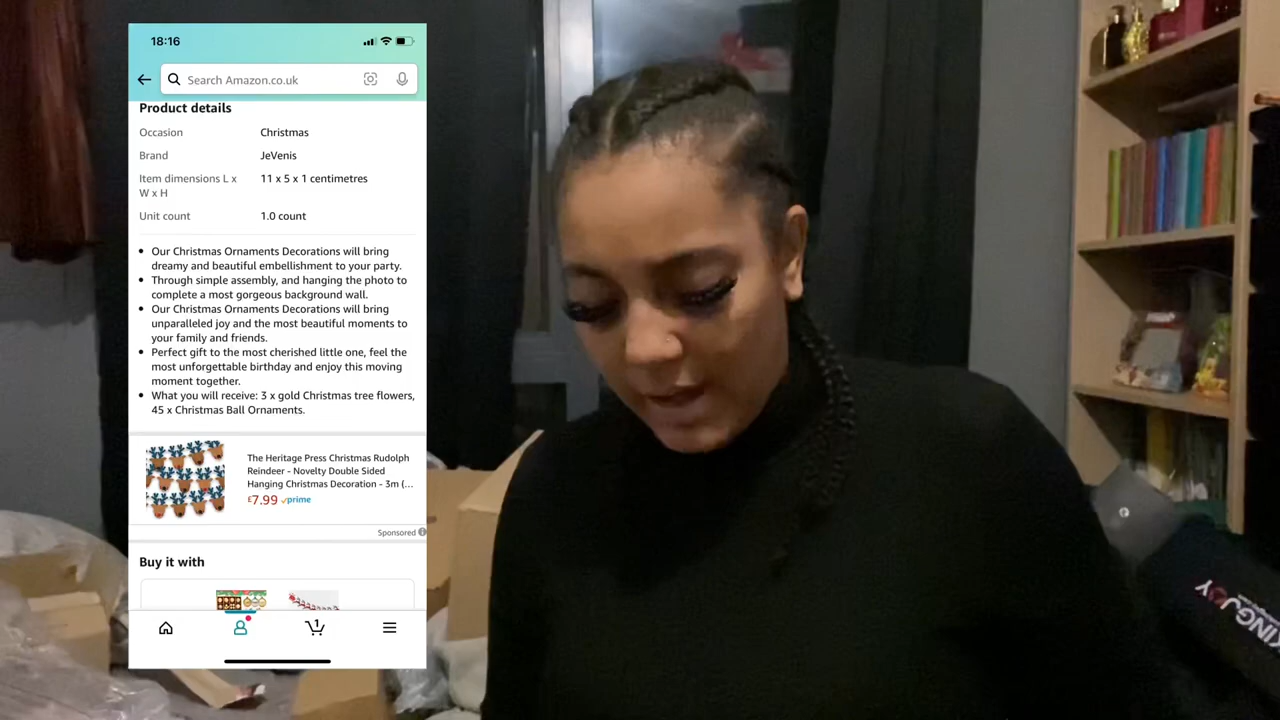 18:16
Search Amazon.co.uk
Product details
Occasion Christmas
Brand JeVenis
Item dimensions L x W x H 11 x 5 x 1 centimetres
Unit count 1.0 count
Our Christmas Ornaments Decorations will bring
dreamy and beautiful embellishment to your party.
Through simple assembly, and hanging the photo to
complete a most gorgeous background wall.
Our Christmas Ornaments Decorations will bring
unparalleled joy and the most beautiful moments to
your family and friends.
Perfect gift to the most cherished little one, feel the
most unforgettable birthday and enjoy this moving
moment together.
What you will receive: 3 x gold Christmas tree flowers,
45 x Christmas Ball Ornaments.
The Heritage Press Christmas Rudolph
Reindeer - Novelty Double Sided
Hanging Christmas Decoration - 3m (...
£7.99 prime
Sponsored
Buy it with
1
KINGJOY